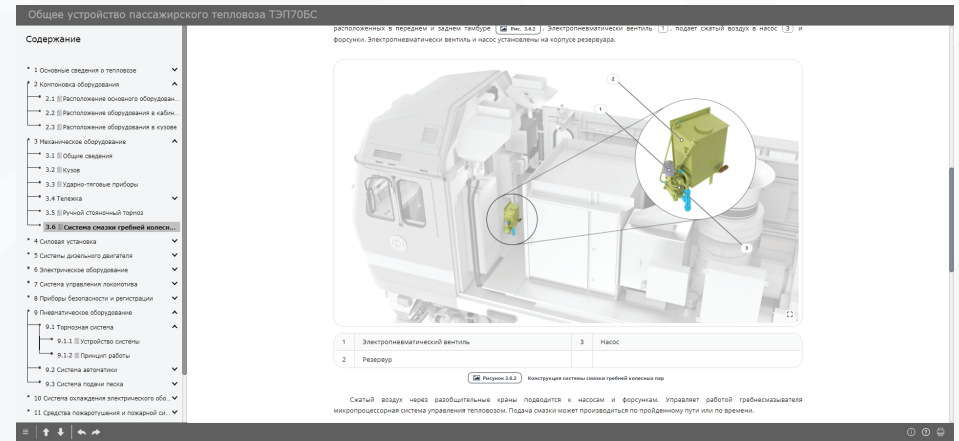 Общее устройство пассажирского тепловоза ТЭП70БС
Содержание
1 Основные сведения о тепловозе
2 Компоновка оборудования
2.1 Расположение основного оборудован...
2.2 Расположение оборудования в кабин...
2.3 Расположение оборудования в кузове
3 Механическое оборудование
3.1 Общие сведения
3.2 Кузов
3.3 Ударно-тяговые приборы
3.4 Тележка
3.5 Ручной стояночный тормоз
3.6 Система смазки гребней колесн...
4 Силовая установка
5 Системы дизельного двигателя
6 Электрическое оборудование
7 Система управления локомотива
8 Приборы безопасности и регистрации
9 Пневматическое оборудование
9.1 Тормозная система
9.1.1 Устройство системы
9.1.2 Принцип работы
9.2 Система автоматики
9.3 Система подачи песка
10 Система охлаждения электрического обо...
11 Средства пожаротушения и пожарной си...
расположенных в переднем и заднем тамбуре Рис. 3.6.2 . Электропневматически вентиль 1 . подает сжатый воздух в насос 3 и
форсунки. Электропневматически вентиль и насос установлены на корпусе резервуара.
2
1
3
1 Электропневматический вентиль 3 Насос
2 Резервур
Рисунок 3.6.2 Конструкция системы смазки гребней колесных пар
Сжатый воздух через разобщительные краны подводится к насосам и форсункам. Управляет работой гребнесмазывателя
микропроцессорная система управления тепловозом. Подача смазки может производиться по пройденному пути или по времени.